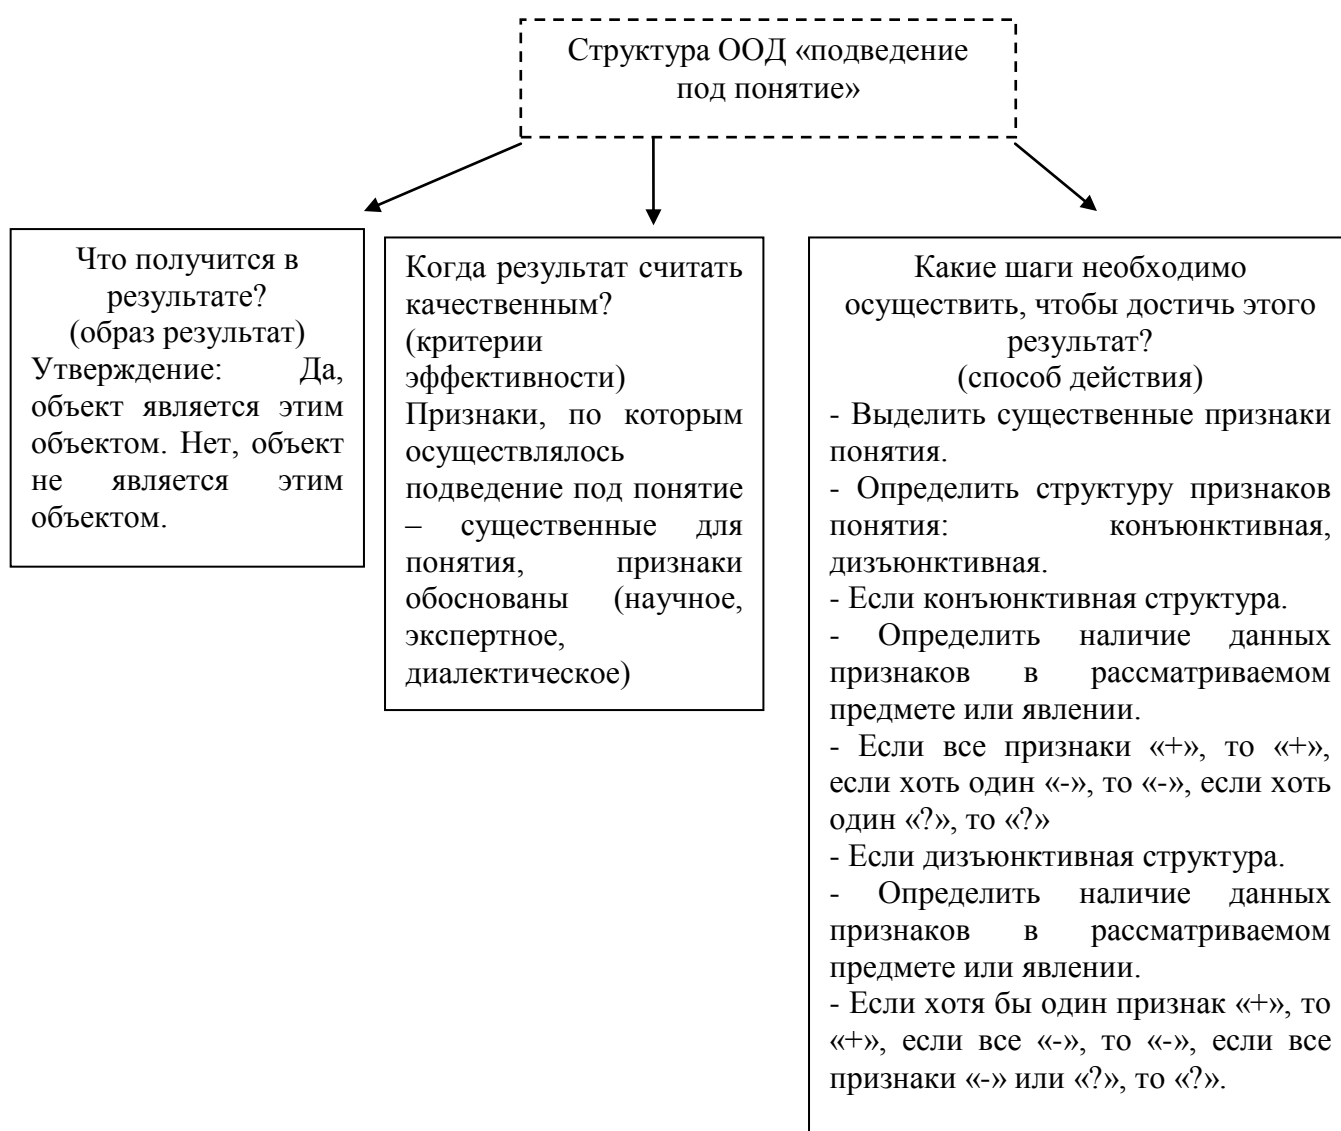 Структура ООД «подведение
под понятие»
Что получится в
результате?
(образ результат)
Утверждение: Да,
объект является этим
объектом. Нет, объект
не является этим
объектом.
Когда результат считать
качественным?
(критерии
эффективности)
Признаки, по которым
осуществлялось
подведение под понятие
– существенные для
понятия, признаки
обоснованы (научное,
экспертное,
диалектическое)
Какие шаги необходимо
осуществить, чтобы достичь этого
результат?
(способ действия)
- Выделить существенные признаки
понятия.
- Определить структуру признаков
понятия: конъюнктивная,
дизъюнктивная.
- Если конъюнктивная структура.
- Определить наличие данных
признаков в рассматриваемом
предмете или явлении.
- Если все признаки «+», то «+»,
если хоть один «-», то «-», если хоть
один «?», то «?»
- Если дизъюнктивная структура.
- Определить наличие данных
признаков в рассматриваемом
предмете или явлении.
- Если хотя бы один признак «+», то
«+», если все «-», то «-», если все
признаки «-» или «?», то «?».